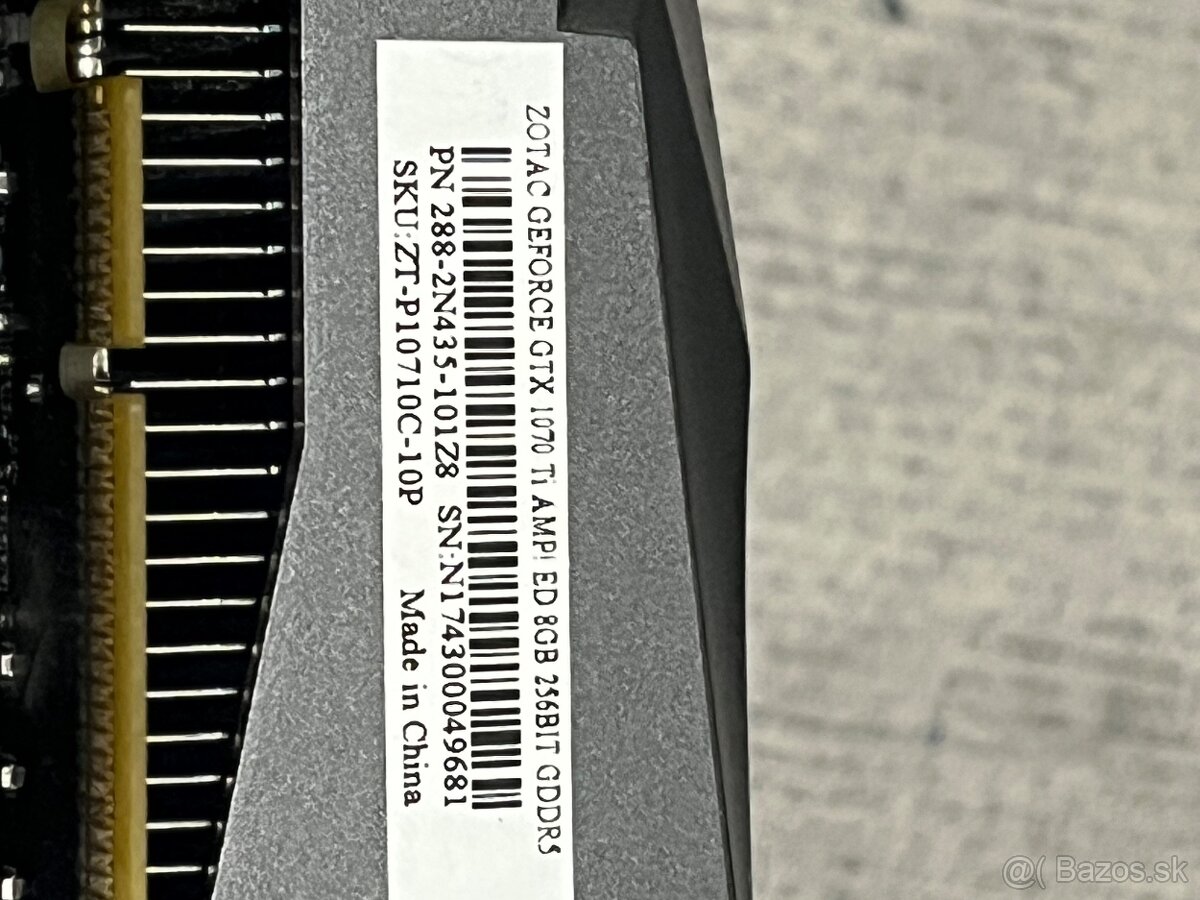 ZOTAC GEFORCE GTX 1070 Ti AMP! ED 8GB 256BIT GDDR5
PN 288-2N435-101Z8 SN:N174300049681
SKU:ZT-P10710C-10P Made in China
@( Bazos.sk